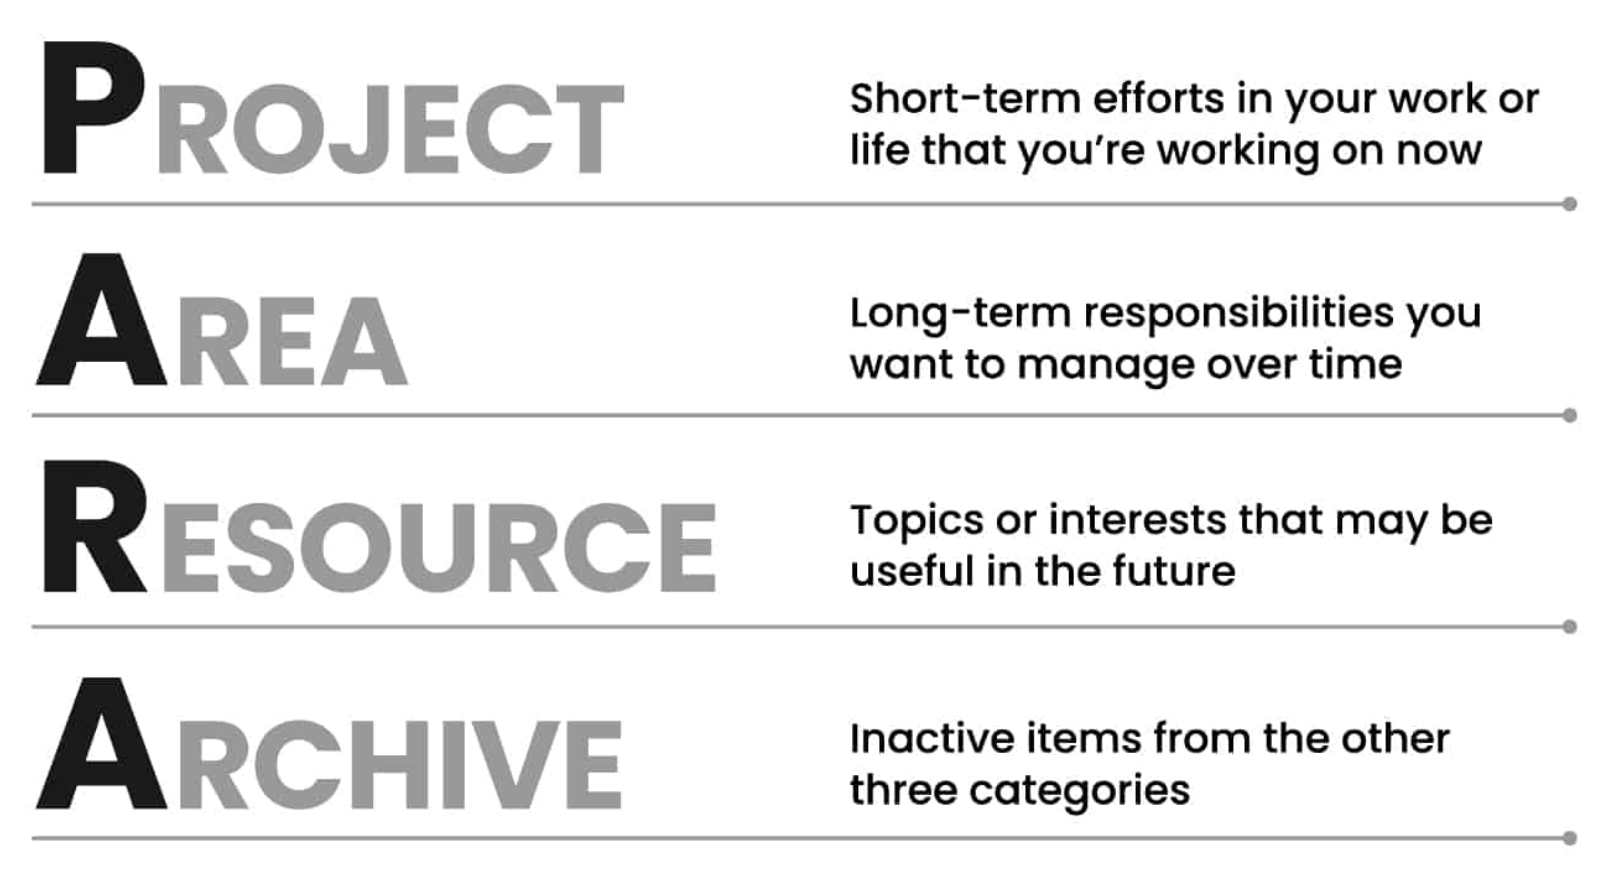 PROJECT
Short-term efforts in your work or
life that you’re working on now
AREA
Long-term responsibilities you
want to manage over time
RESOURCE
Topics or interests that may be
useful in the future
ARCHIVE
Inactive items from the other
three categories